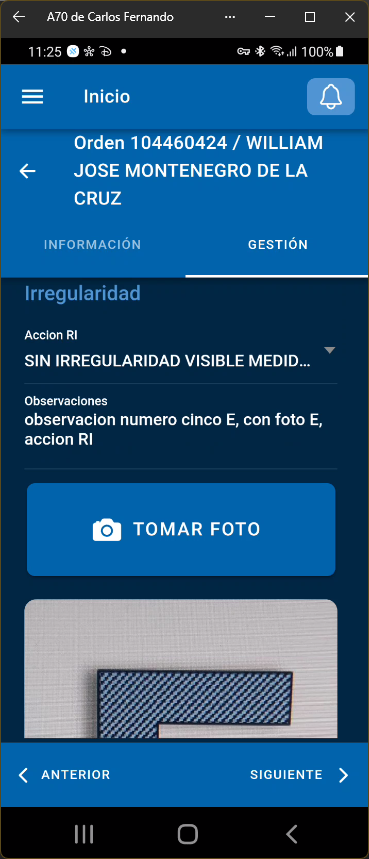 A70 de Carlos Fernando
11:25
100%
Inicio
Orden 104460424 / WILLIAM
JOSE MONTENEGRO DE LA
CRUZ
INFORMACIÓN
GESTIÓN
Irregularidad
Accion RI
SIN IRREGULARIDAD VISIBLE MEDID...
Observaciones
observacion numero cinco E, con foto E,
accion RI
TOMAR FOTO
ANTERIOR
SIGUIENTE